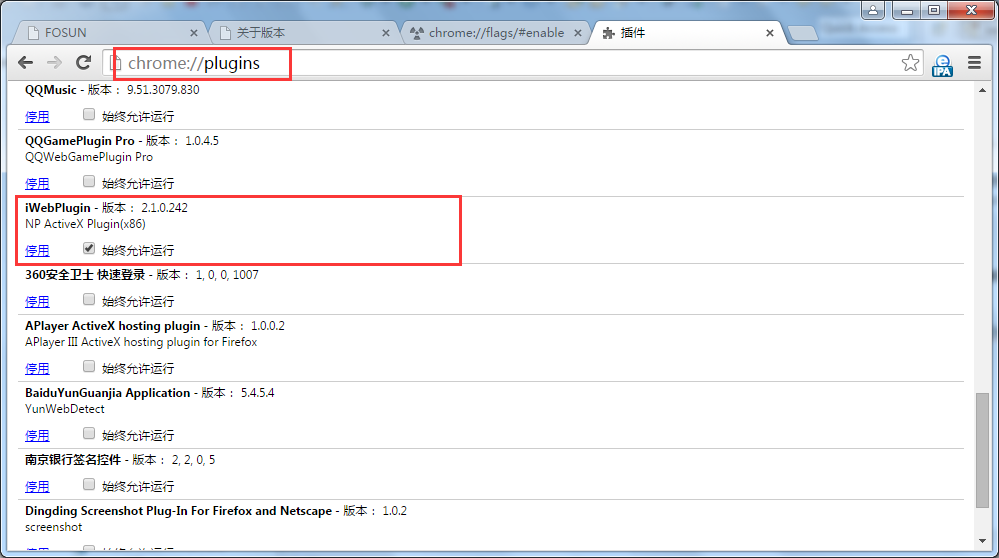 FOSUN
关于版本
chrome://flags/#enable
插件
chrome://plugins
IPA
QQMusic - 版本： 9.51.3079.830
停用 始终允许运行
QQGamePlugin Pro - 版本： 1.0.4.5
QQWebGamePlugin Pro
停用 始终允许运行
iWebPlugin - 版本： 2.1.0.242
NP ActiveX Plugin(x86)
停用 始终允许运行
360安全卫士 快速登录 - 版本： 1, 0, 0, 1007
停用 始终允许运行
APlayer ActiveX hosting plugin - 版本： 1.0.0.2
APlayer III ActiveX hosting plugin for Firefox
停用 始终允许运行
BaiduYunGuanjia Application - 版本： 5.4.5.4
YunWebDetect
停用 始终允许运行
南京银行签名控件 - 版本： 2, 2, 0, 5
停用 始终允许运行
Dingding Screenshot Plug-In For Firefox and Netscape - 版本： 1.0.2
screenshot
停用 始终允许运行